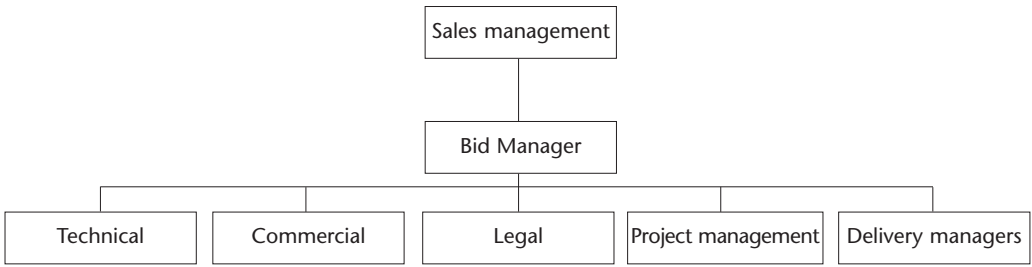 Sales management
Bid Manager
Technical
Commercial
Legal
Project management
Delivery managers